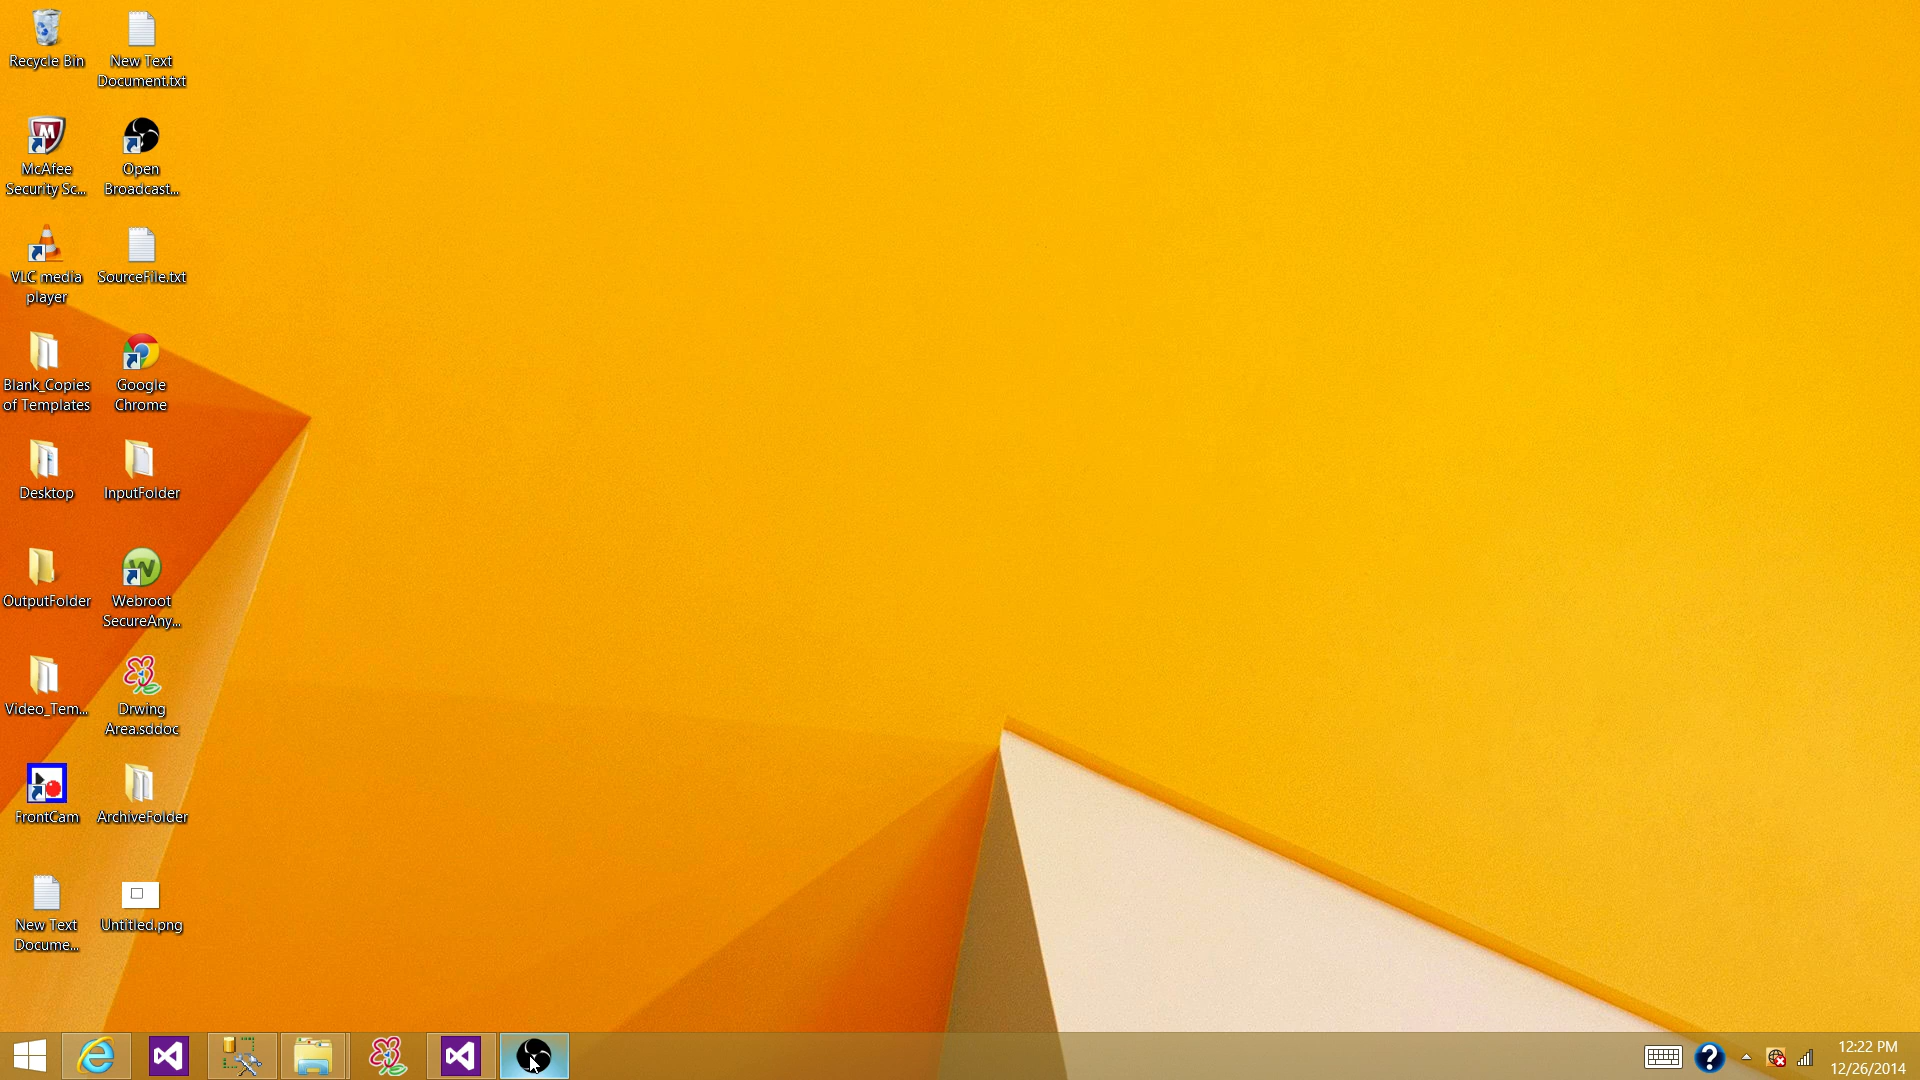 Recycle Bin
New Text
Document.txt
McAfee
Security Sc...
Open
Broadcast...
VLC media
player
SourceFile.txt
Blank_Copies
of Templates
Google
Chrome
Desktop
InputFolder
OutputFolder
Webroot
SecureAny...
Video_Tem...
Drwing
Area.sddoc
FrontCam
ArchiveFolder
New Text
Docume...
Untitled.png
12:22 PM
12/26/2014